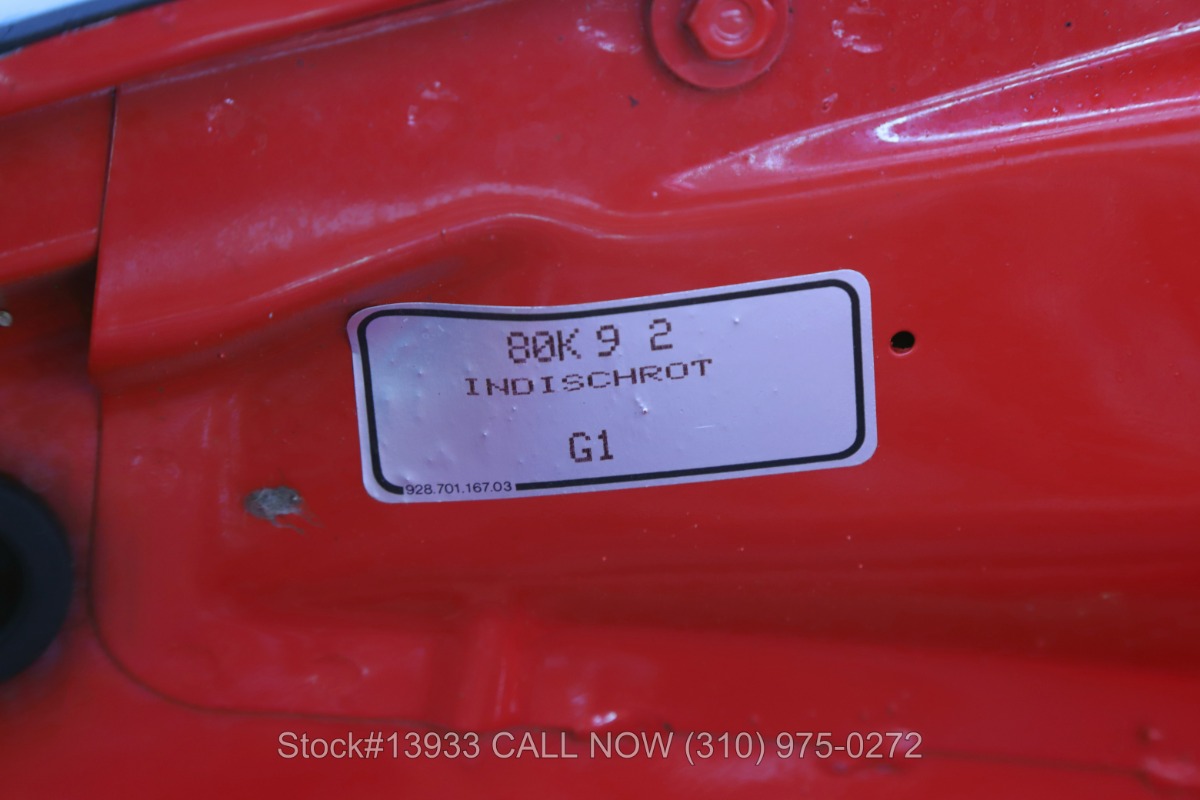 80K 9 2
INDISCHROT
G1
928.701.167.03
Stock#13933 CALL NOW (310) 975-0272